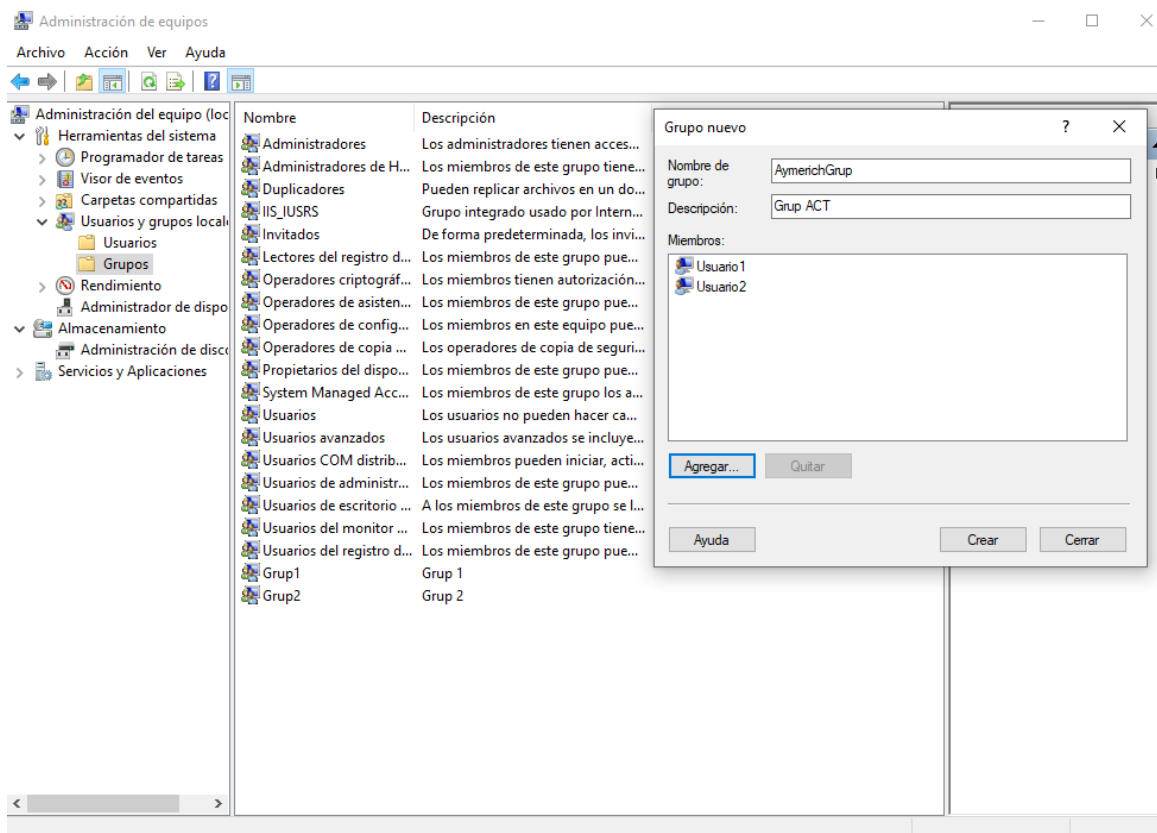 Administración de equipos
Archivo Acción Ver Ayuda
Administración del equipo (loc
Herramientas del sistema
Programador de tareas
Visor de eventos
Carpetas compartidas
Usuarios y grupos locale
Usuarios
Grupos
Rendimiento
Administrador de dispo
Almacenamiento
Administración de disco
Servicios y Aplicaciones
Nombre Descripción
Administradores Los administradores tienen acces...
Administradores de H... Los miembros de este grupo tiene...
Duplicadores Pueden replicar archivos en un do...
IIS_IUSRS Grupo integrado usado por Intern...
Invitados De forma predeterminada, los invi...
Lectores del registro d... Los miembros de este grupo pue...
Operadores criptográf... Los miembros tienen autorización...
Operadores de asisten... Los miembros de este grupo pue...
Operadores de config... Los miembros en este equipo pue...
Operadores de copia ... Los operadores de copia de seguri...
Propietarios del dispo... Los miembros de este grupo pue...
System Managed Acc... Los miembros de este grupo los a...
Usuarios Los usuarios no pueden hacer ca...
Usuarios avanzados Los usuarios avanzados se incluye...
Usuarios COM distrib... Los miembros pueden iniciar, acti...
Usuarios de administr... Los miembros de este grupo pue...
Usuarios de escritorio ... A los miembros de este grupo se l...
Usuarios del monitor ... Los miembros de este grupo tiene...
Usuarios del registro d... Los miembros de este grupo pue...
Grup1 Grup 1
Grup2 Grup 2
Grupo nuevo ?
Nombre de
grupo: AymerichGrup
Descripción: Grup ACT
Miembros:
Usuario1
Usuario2
Agregar... Quitar
Ayuda Crear Cerrar